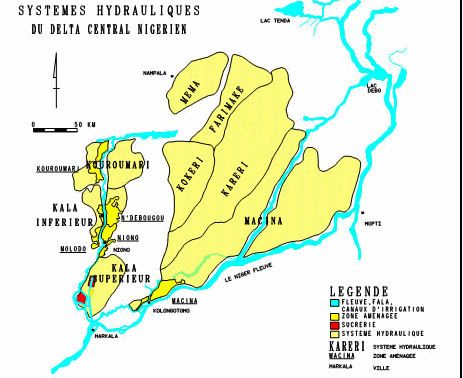 SYSTEMES HYDRAULIQUES
DU DELTA CENTRAL NIGERIEN
LAC TENDA
NAMPALA
LAC
DEBO
MEMA
FARIMAKE
0 50 KM
KOUROUMARI
KOUROUMARI
KOKERI
KARERI
KALA
INFERIEUR
N'DEBOUGOU
MACINA
MOPTI
NIONO
MOLODO
NIONO
KALA
SUPERIEUR
LE NIGER FLEUVE
MACINA
KOLONGOTOMO
MARKALA
LEGENDE
FLEUVE,FALA,
CANAUX D'IRRIGATION
ZONE AMENAGEE
SUCRERIE
SYSTEME HYDRAULIQUE
KARERI SYSTEME HYDRAULIQUE
MACINA ZONE AMENAGEE
MARKALA VILLE